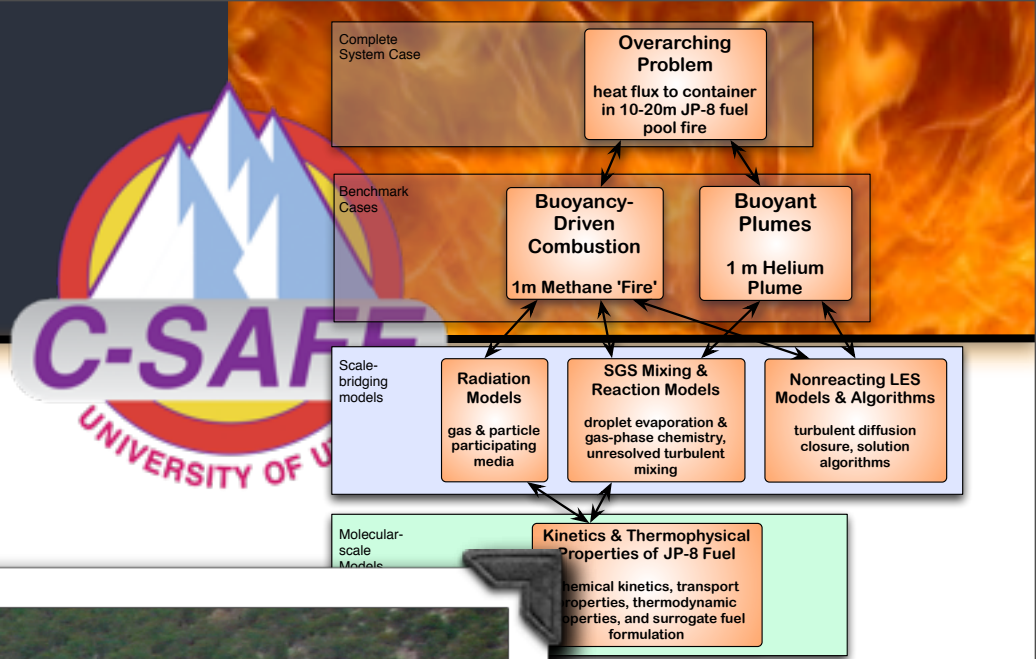 Complete
System Case
Overarching
Problem
heat flux to container
in 10-20m JP-8 fuel
pool fire
Benchmark
Cases
Buoyancy-
Driven
Combustion
1m Methane 'Fire'
Buoyant
Plumes
1 m Helium
Plume
C-SAFE
UNIVERSITY OF
Scale-
bridging
models
Radiation
Models
gas & particle
participating
media
SGS Mixing &
Reaction Models
droplet evaporation &
gas-phase chemistry,
unresolved turbulent
mixing
Nonreacting LES
Models & Algorithms
turbulent diffusion
closure, solution
algorithms
Molecular-
scale
Models
Kinetics & Thermophysical
Properties of JP-8 Fuel
chemical kinetics, transport
properties, thermodynamic
properties, and surrogate fuel
formulation